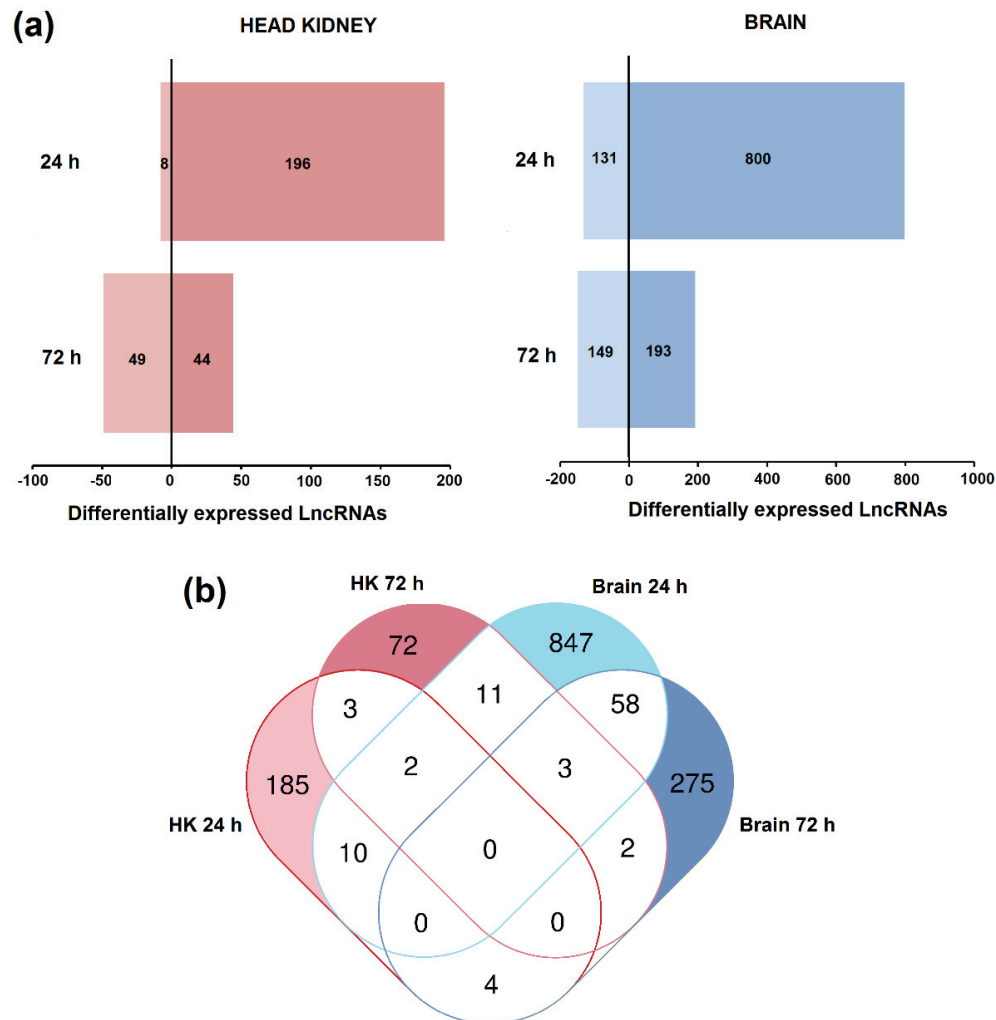 (a)
HEAD KIDNEY
BRAIN
24 h
8
196
24 h
131
800
72 h
49
44
72 h
149
193
-100 -50 0 50 100 150 200
-200 0 200 400 600 800 1000
Differentially expressed LncRNAs
Differentially expressed LncRNAs
(b)
HK 72 h
Brain 24 h
72
847
3
11
58
185
2
3
275
HK 24 h
Brain 72 h
10
0
2
0
0
4